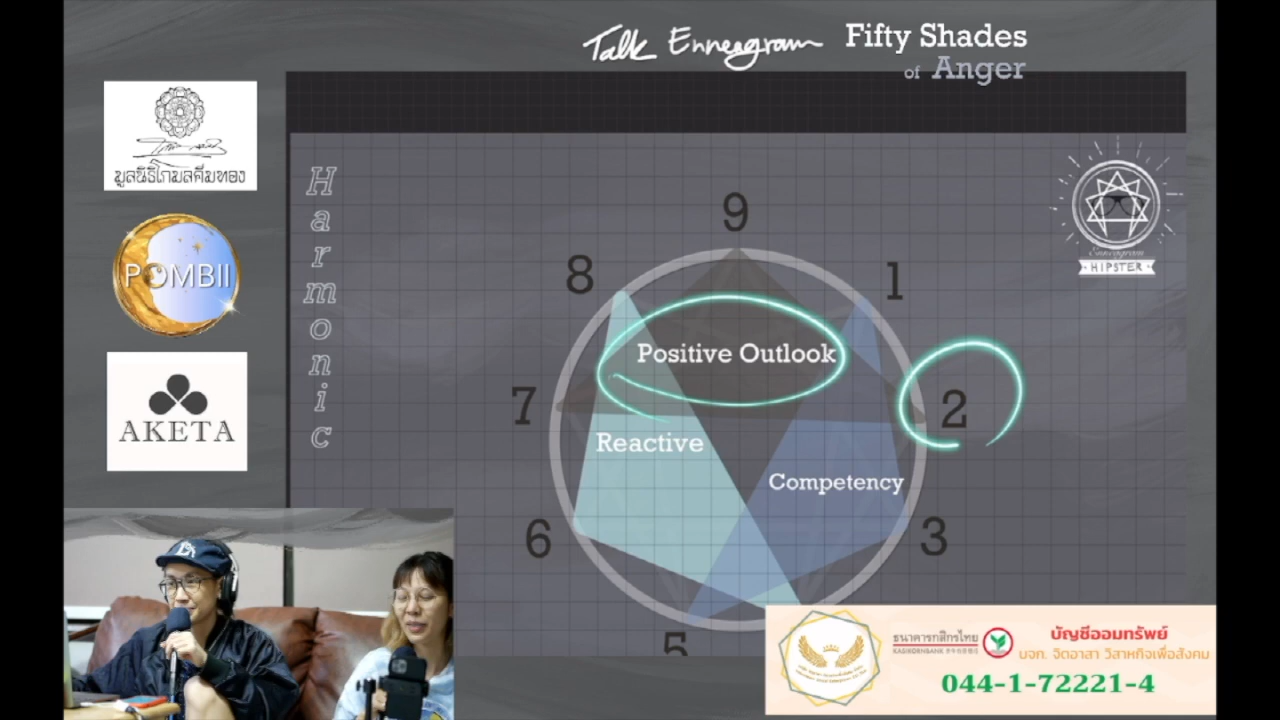 Talk Enneagram
Fifty Shades
of Anger
มูลนิธิโกมลคีมทอง
POMBII
AKETA
Harmonic
9
8
1
7
2
6
3
5
Positive Outlook
Reactive
Competency
Enneagram
HIPSTER
ธนาคารกสิกรไทย
KASIKORNBANK
บัญชีออมทรัพย์
บจก. จิตอาสา วิสาหกิจเพื่อสังคม
044-1-72221-4